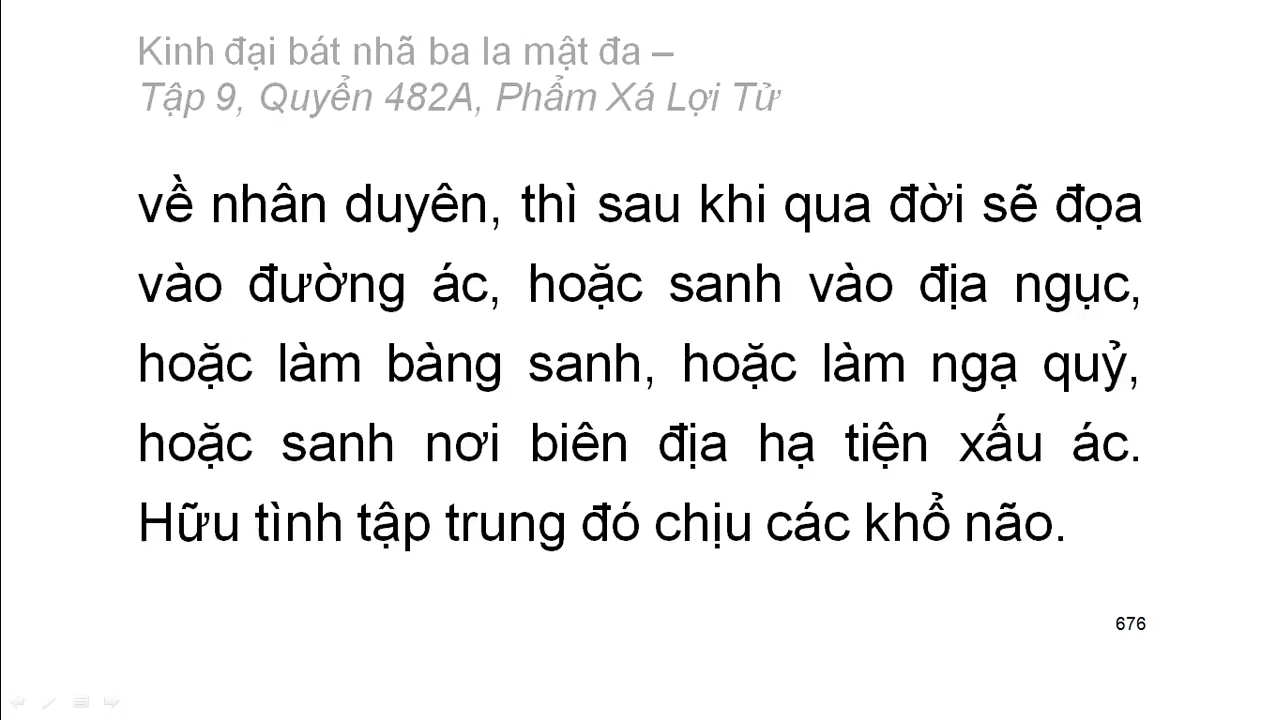 Kinh đại bát nhã ba la mật đa –
Tập 9, Quyển 482A, Phẩm Xá Lợi Tử
về nhân duyên, thì sau khi qua đời sẽ đọa
vào đường ác, hoặc sanh vào địa ngục,
hoặc làm bàng sanh, hoặc làm ngạ quỷ,
hoặc sanh nơi biên địa hạ tiện xấu ác.
Hữu tình tập trung đó chịu các khổ não.
676